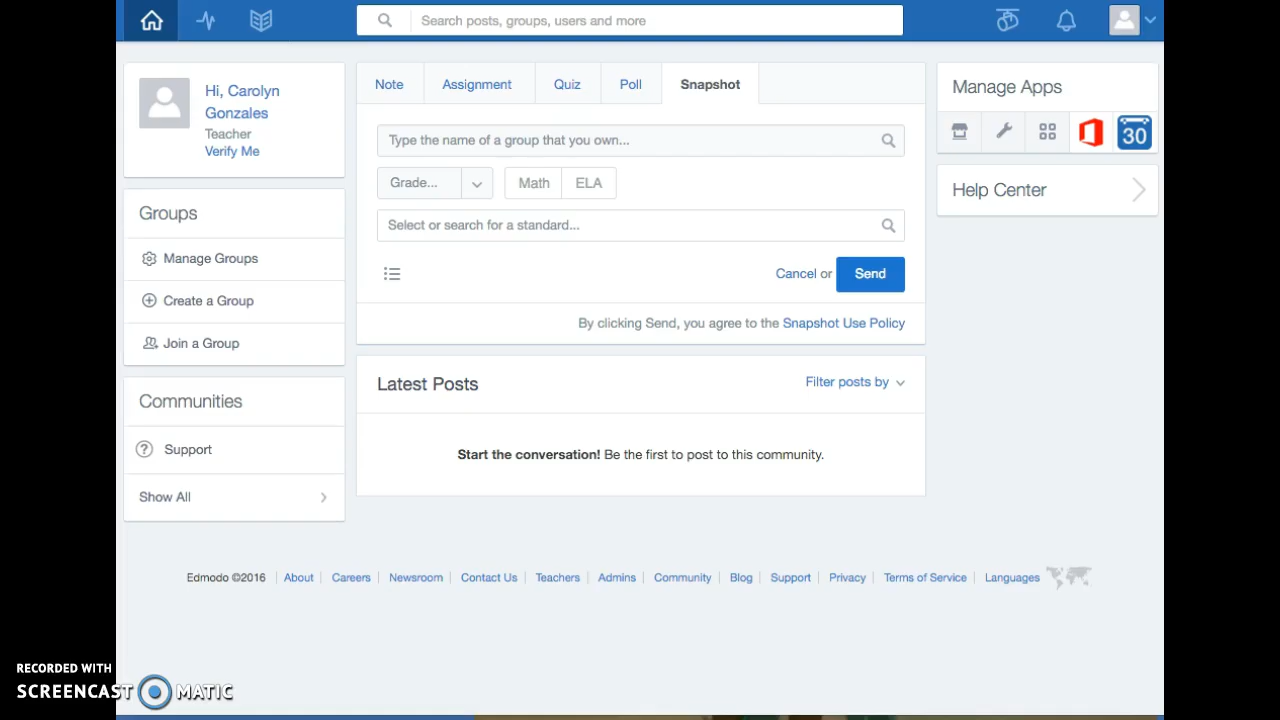 Search posts, groups, users and more
Hi, Carolyn
Gonzales
Teacher
Verify Me
Groups
Manage Groups
Create a Group
Join a Group
Communities
Support
Show All
Note Assignment Quiz Poll Snapshot
Type the name of a group that you own...
Grade... Math ELA
Select or search for a standard...
Cancel or Send
By clicking Send, you agree to the Snapshot Use Policy
Latest Posts Filter posts by
Start the conversation! Be the first to post to this community.
Manage Apps
30
Help Center
Edmodo ©2016 About Careers Newsroom Contact Us Teachers Admins Community Blog Support Privacy Terms of Service Languages
RECORDED WITH
SCREENCAST MATIC